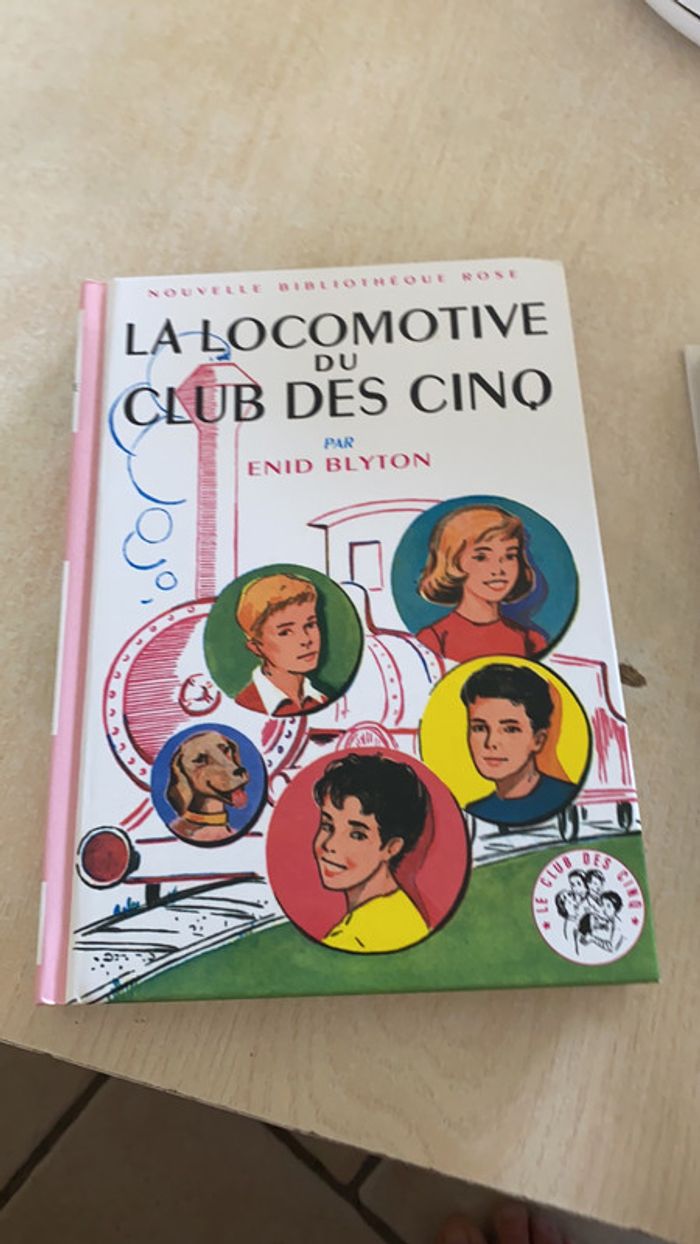 NOUVELLE BIBLIOTHÈQUE ROSE
LA LOCOMOTIVE
DU
CLUB DES CINQ
PAR
ENID BLYTON
★ LE CLUB DES CINQ ★